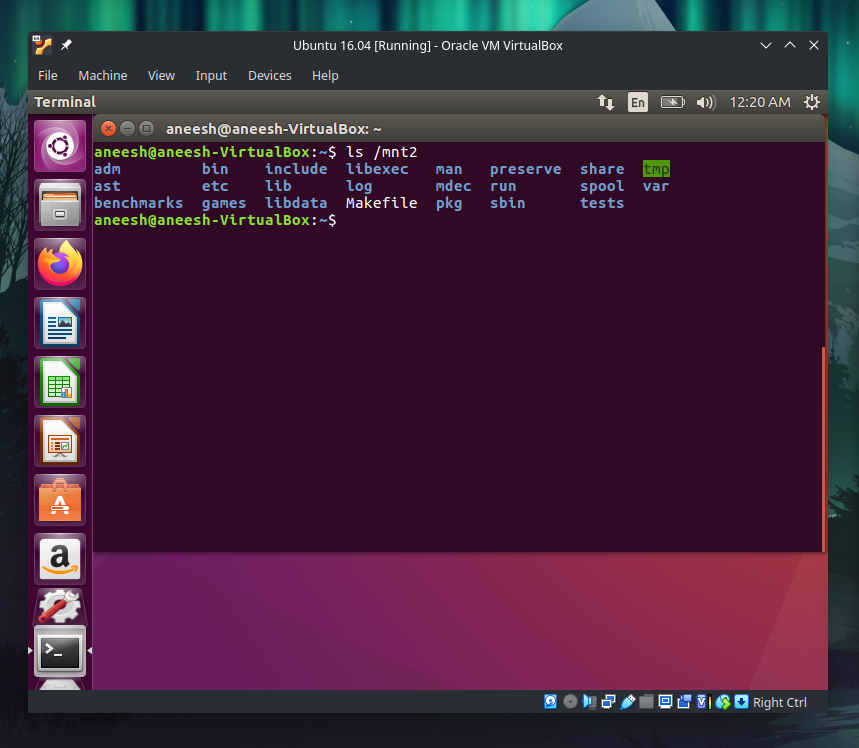 Ubuntu 16.04 [Running] - Oracle VM VirtualBox
File Machine View Input Devices Help
Terminal En 12:20 AM
aneesh@aneesh-VirtualBox: ~
aneesh@aneesh-VirtualBox:~$ ls /mnt2
adm bin include libexec man preserve share tmp
ast etc lib log mdec run spool var
benchmarks games libdata Makefile pkg sbin tests
aneesh@aneesh-VirtualBox:~$
A
a
>_
Right Ctrl